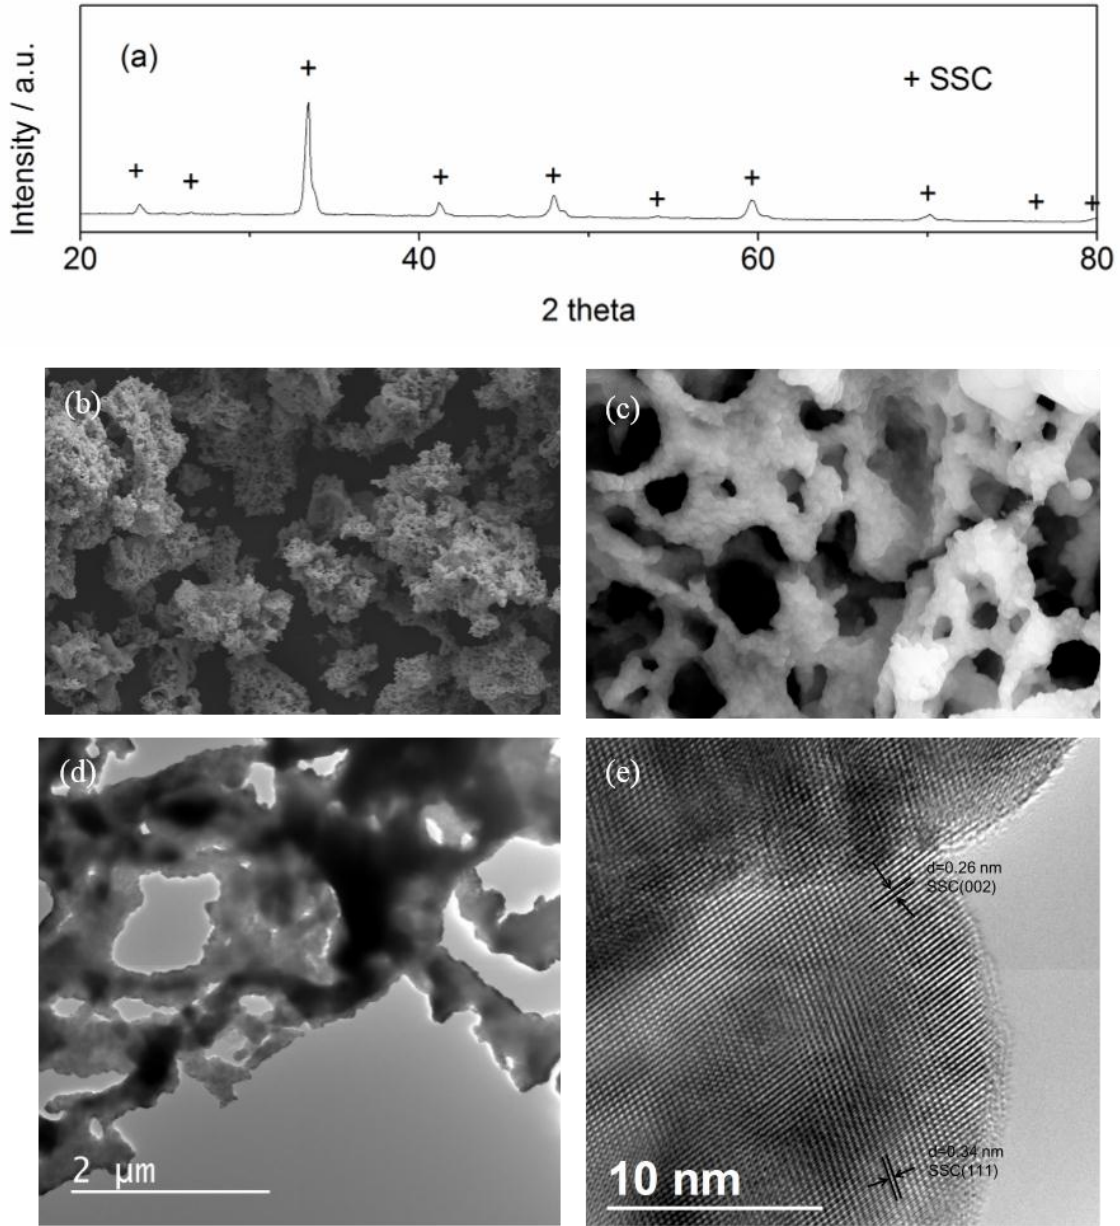 Intensity / a.u.
(a)
+ SSC
20 40 60 80
2 theta
(b)
(c)
(d)
2 µm
(e)
d=0.26 nm
SSC(002)
d=0.34 nm
SSC(111)
10 nm